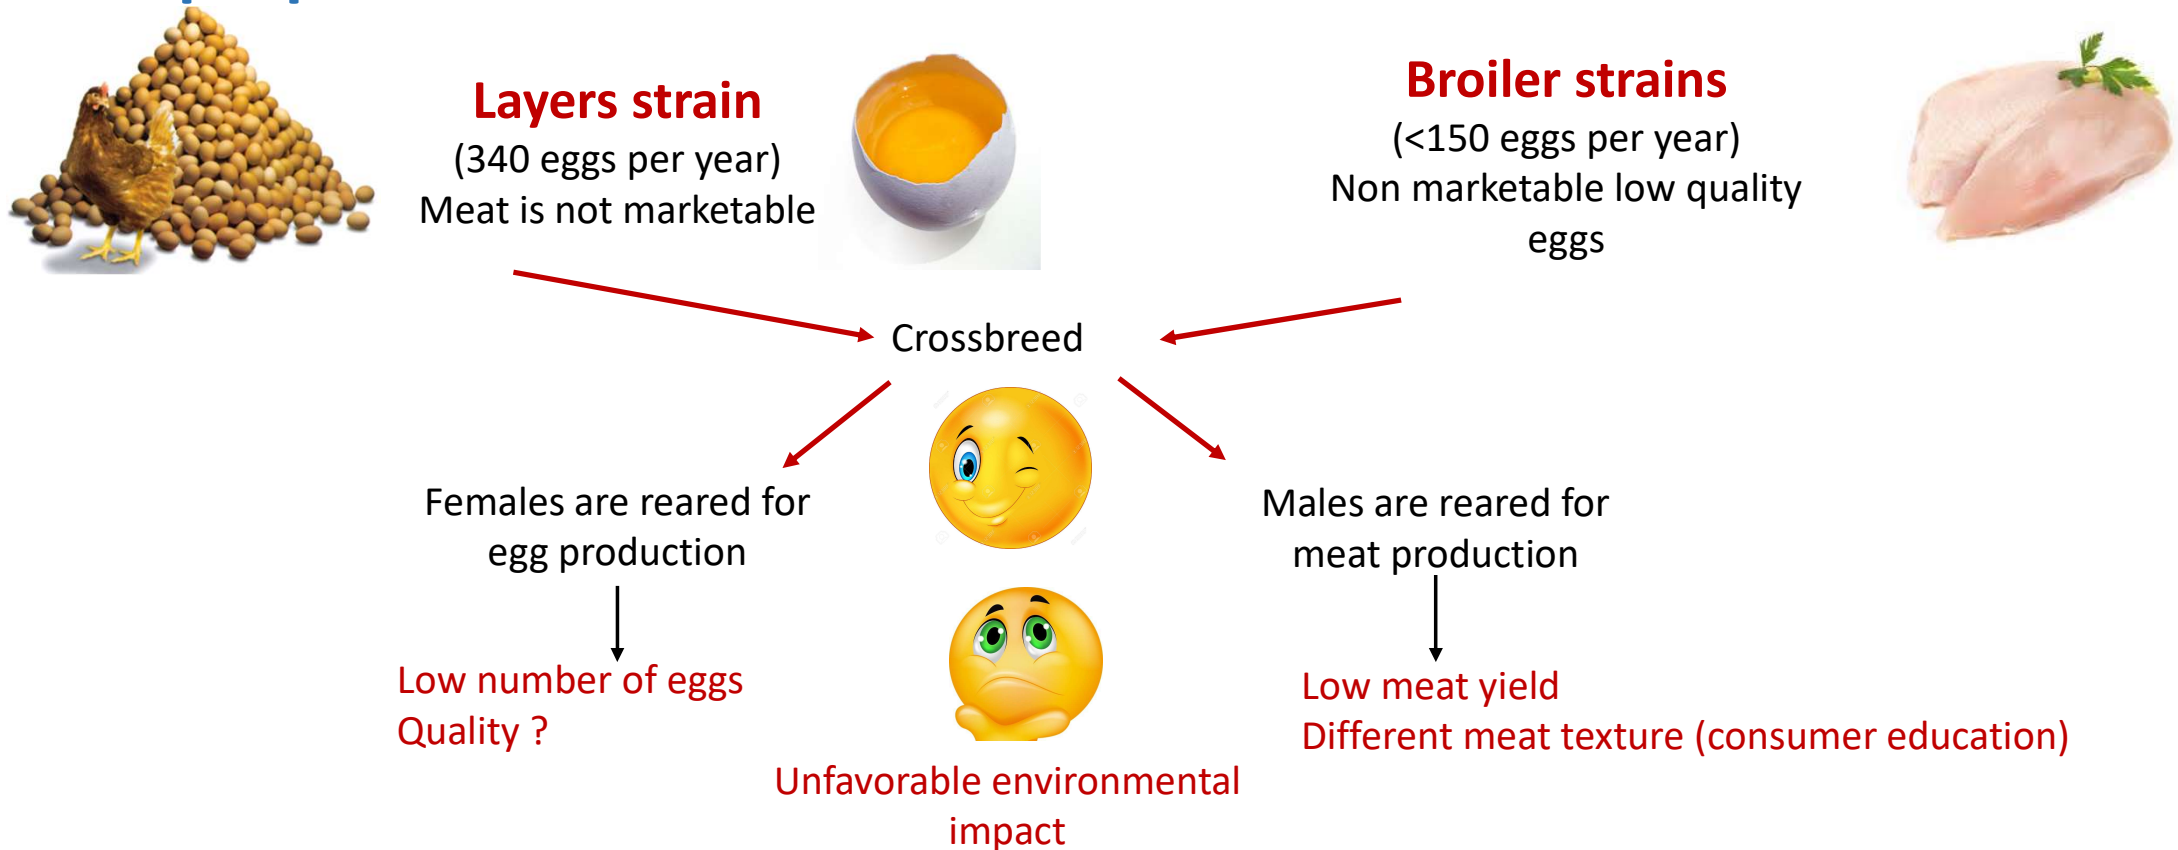 Layers strain
(340 eggs per year)
Meat is not marketable
Broiler strains
(<150 eggs per year)
Non marketable low quality
eggs
Crossbreed
Females are reared for
egg production
Males are reared for
meat production
Low number of eggs
Quality ?
Low meat yield
Different meat texture (consumer education)
Unfavorable environmental
impact